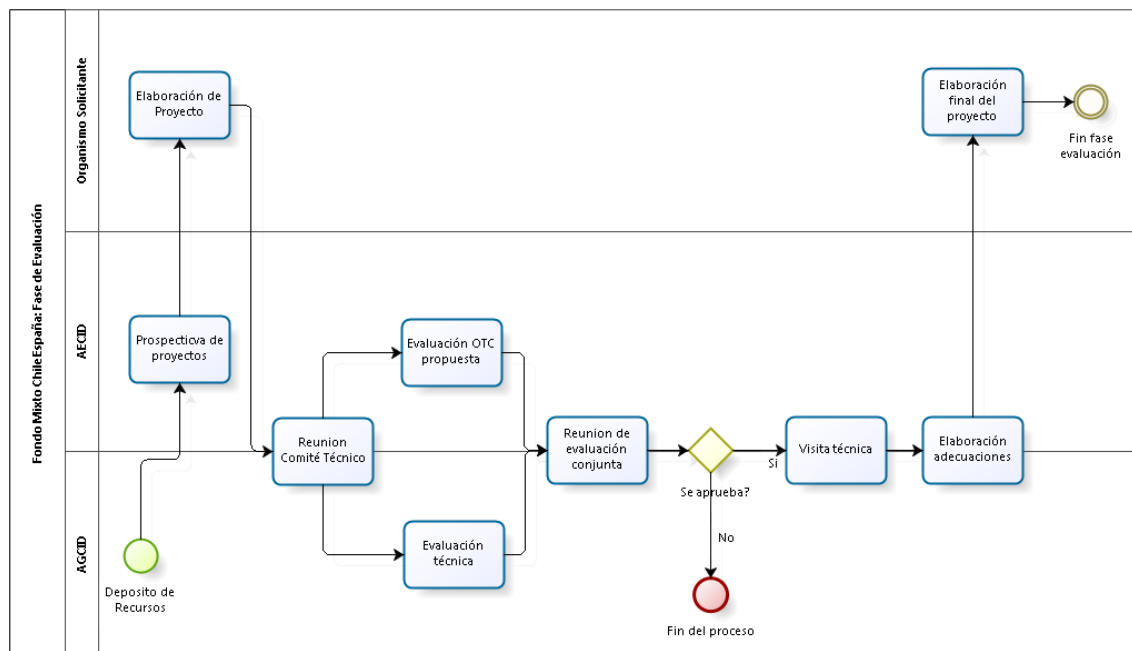 Fondo Mixto Chile España: Fase de Evaluación
Organismo Solicitante
Elaboración de
Proyecto
Elaboración
final del
proyecto
Fin fase
evaluación
AECID
Prospecticva de
proyectos
Evaluación OTC
propuesta
Reunion
Comité Técnico
Reunion de
evaluación
conjunta
Se aprueba?
Si
No
Visita técnica
Elaboración
adecuaciones
AGCID
Deposito de
Recursos
Evaluación
técnica
Fin del proceso